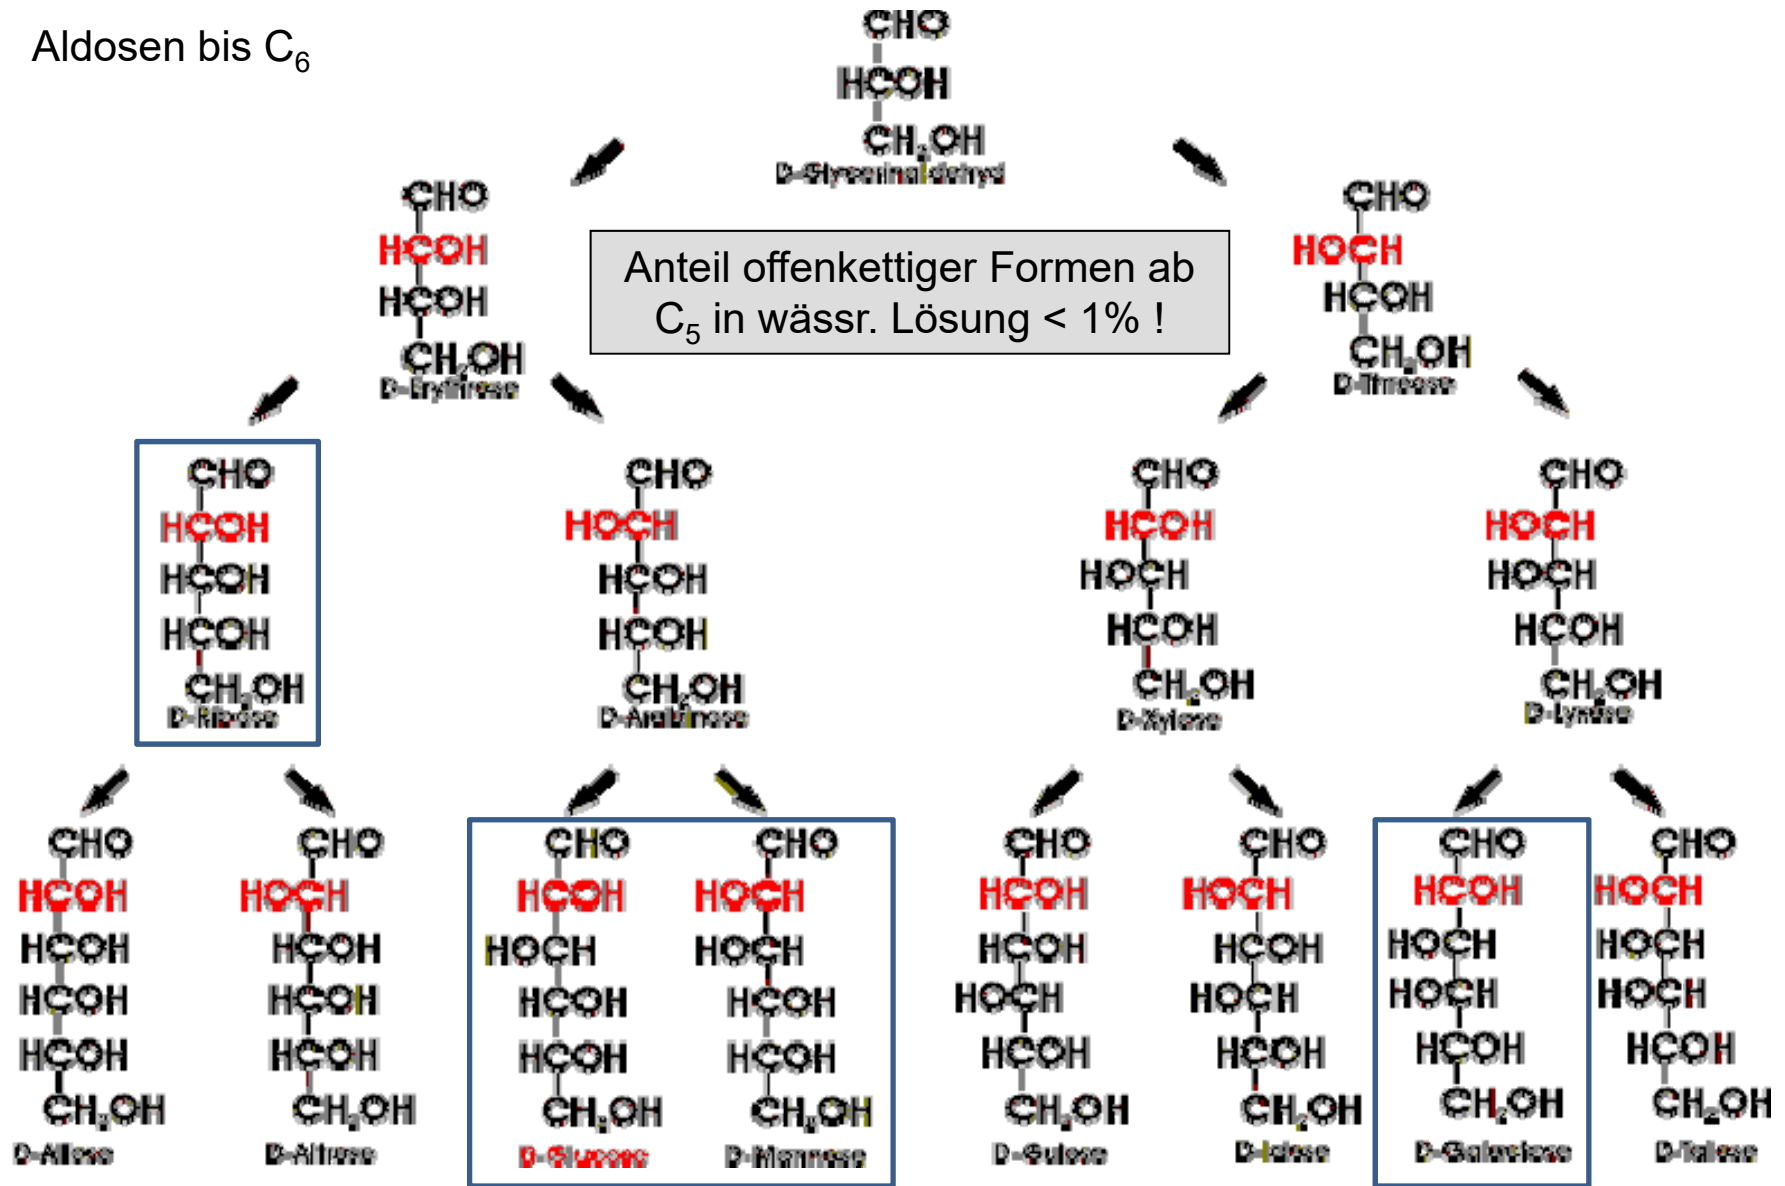 Aldosen bis C₆
CHO
HCOH
CH₂OH
D-Glycerinaldehyd
CHO
HCOH
HCOH
CH₂OH
D-Erythrose
Anteil offenkettiger Formen ab
C₅ in wässr. Lösung < 1% !
CHO
HOCH
HCOH
CH₂OH
D-Threose
CHO
HCOH
HCOH
HCOH
CH₂OH
D-Ribose
CHO
HOCH
HCOH
HCOH
CH₂OH
D-Arabinose
CHO
HCOH
HOCH
HCOH
CH₂OH
D-Xylose
CHO
HOCH
HOCH
HCOH
CH₂OH
D-Lyxose
CHO
HCOH
HCOH
HCOH
HCOH
CH₂OH
D-Allose
CHO
HOCH
HCOH
HCOH
HCOH
CH₂OH
D-Altrose
CHO
HCOH
HOCH
HCOH
HCOH
CH₂OH
D-Glucose
CHO
HOCH
HOCH
HCOH
HCOH
CH₂OH
D-Mannose
CHO
HCOH
HCOH
HOCH
HCOH
CH₂OH
D-Gulose
CHO
HOCH
HCOH
HOCH
HCOH
CH₂OH
D-Idose
CHO
HCOH
HOCH
HOCH
HCOH
CH₂OH
D-Galactose
CHO
HOCH
HOCH
HOCH
HCOH
CH₂OH
D-Talose